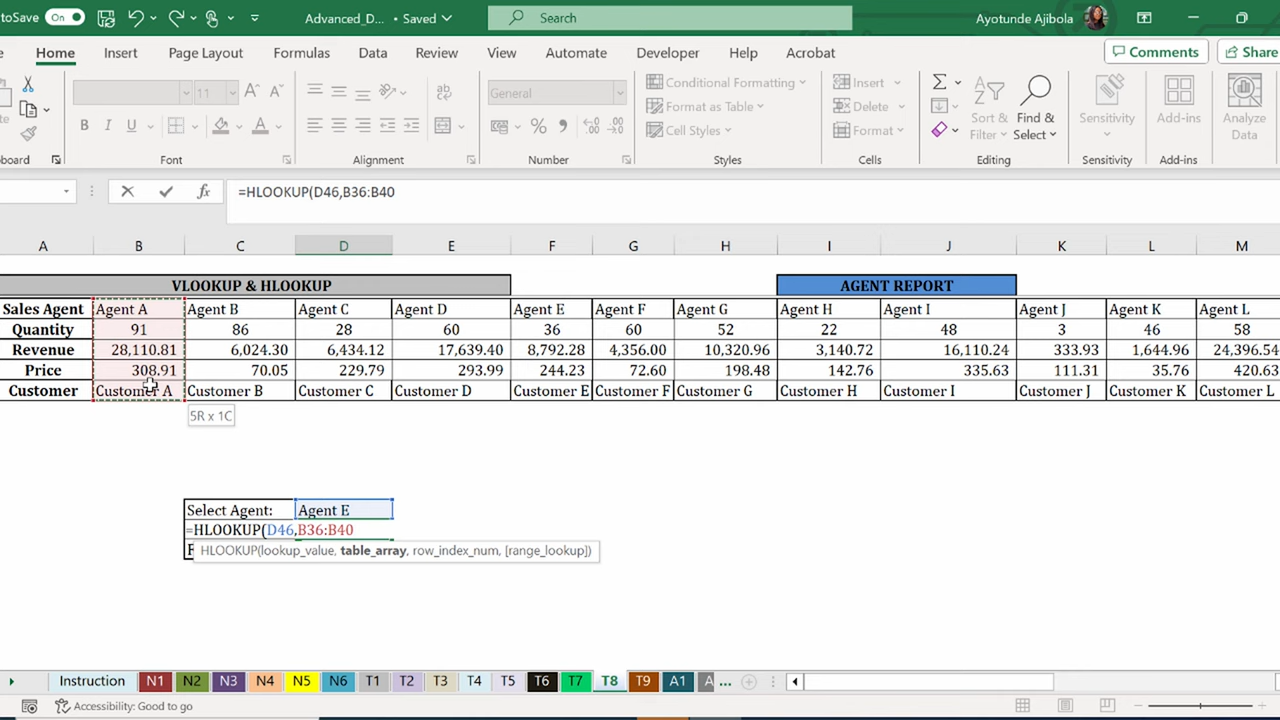 toSave On Advanced_D... • Saved Search Ayotunde Ajibola
Home Insert Page Layout Formulas Data Review View Automate Developer Help Acrobat Comments Share
11 General Conditional Formatting Insert Sort & Find & Sensitivity Add-ins Analyze
Format as Table Delete Filter Select Data
Cell Styles Format
board Font Alignment Number Styles Cells Editing Sensitivity Add-ins
=HLOOKUP(D46,B36:B40
A B C D E F G H I J K L M
VLOOKUP & HLOOKUP AGENT REPORT
Sales Agent Agent A Agent B Agent C Agent D Agent E Agent F Agent G Agent H Agent I Agent J Agent K Agent L
Quantity 91 86 28 60 36 60 52 22 48 3 46 58
Revenue 28,110.81 6,024.30 6,434.12 17,639.40 8,792.28 4,356.00 10,320.96 3,140.72 16,110.24 333.93 1,644.96 24,396.54
Price 308.91 70.05 229.79 293.99 244.23 72.60 198.48 142.76 335.63 111.31 35.76 420.63
Customer Customer A Customer B Customer C Customer D Customer E Customer F Customer G Customer H Customer I Customer J Customer K Customer L
5R x 1C
Select Agent: Agent E
=HLOOKUP(D46,B36:B40
HLOOKUP(lookup_value, table_array, row_index_num, [range_lookup])
Instruction N1 N2 N3 N4 N5 N6 T1 T2 T3 T4 T5 T6 T7 T8 T9 A1 A ...
Accessibility: Good to go